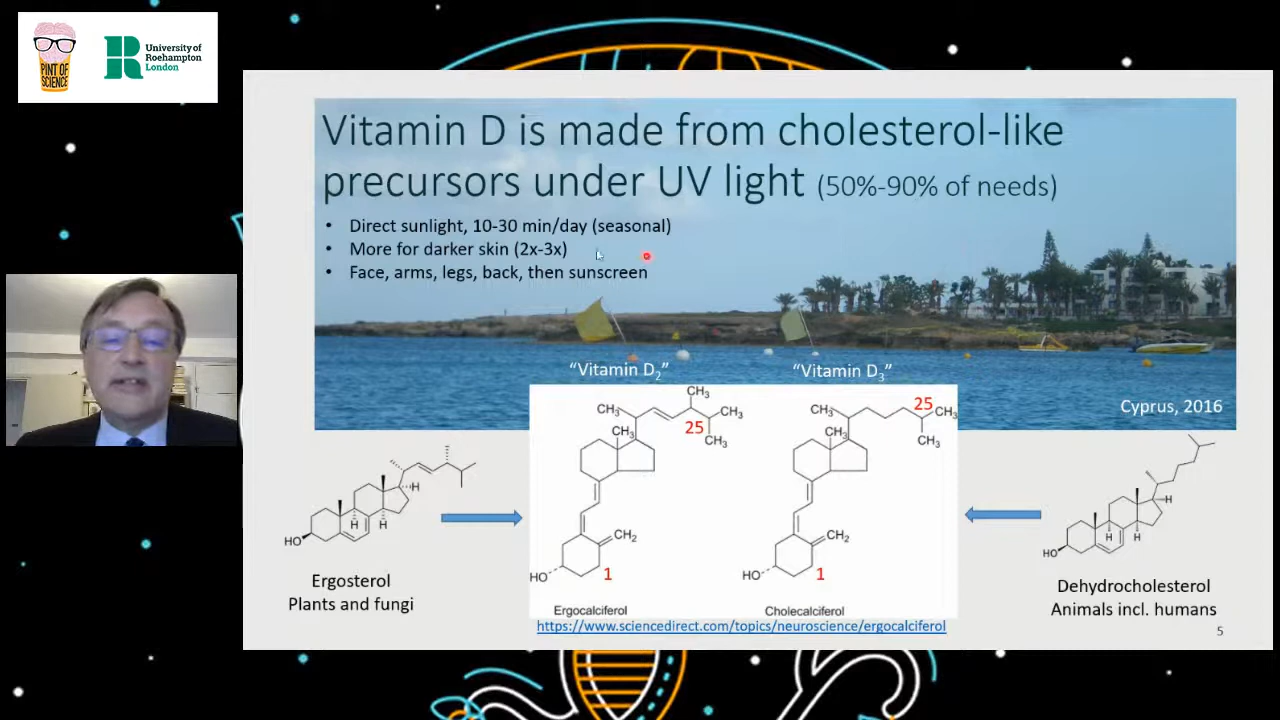 PINT OF
SCIENCE
University of
Roehampton
London
Vitamin D is made from cholesterol-like
precursors under UV light (50%-90% of needs)
• Direct sunlight, 10-30 min/day (seasonal)
• More for darker skin (2x-3x)
• Face, arms, legs, back, then sunscreen
"Vitamin D₂"
"Vitamin D₃"
Cyprus, 2016
CH₃
CH₃
CH₃
25
CH₃
CH₃
CH₂
HO
1
Ergocalciferol
CH₃
25
CH₃
CH₃
CH₃
CH₂
HO
1
Cholecalciferol
https://www.sciencedirect.com/topics/neuroscience/ergocalciferol
H
H
H
HO
Ergosterol
Plants and fungi
H
H
H
HO
Dehydrocholesterol
Animals incl. humans
5